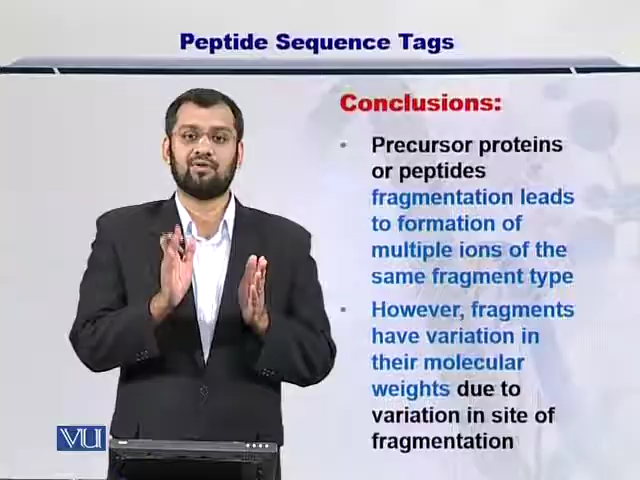 Peptide Sequence Tags
Conclusions:
• Precursor proteins
or peptides
fragmentation leads
to formation of
multiple ions of the
same fragment type
• However, fragments
have variation in
their molecular
weights due to
variation in site of
fragmentation
VU